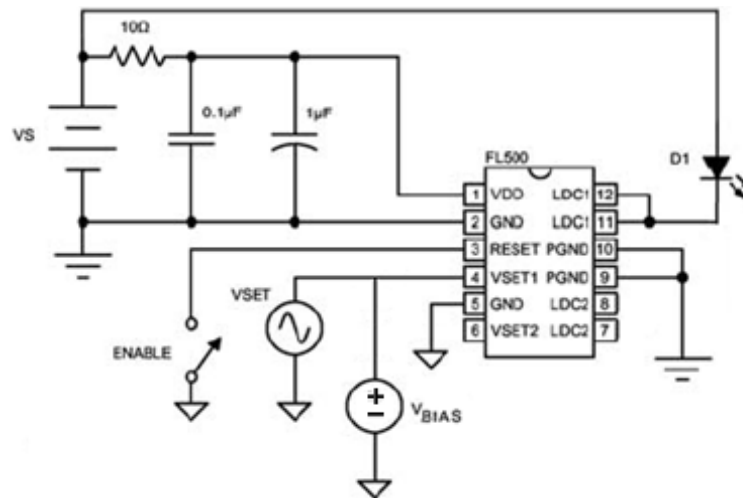 10Ω
0.1µF
1µF
VS
FL500
D1
1 VDD LDC1 12
2 GND LDC1 11
3 RESET PGND 10
4 VSET1 PGND 9
5 GND LDC2 8
6 VSET2 LDC2 7
VSET
ENABLE
+
−
VBIAS